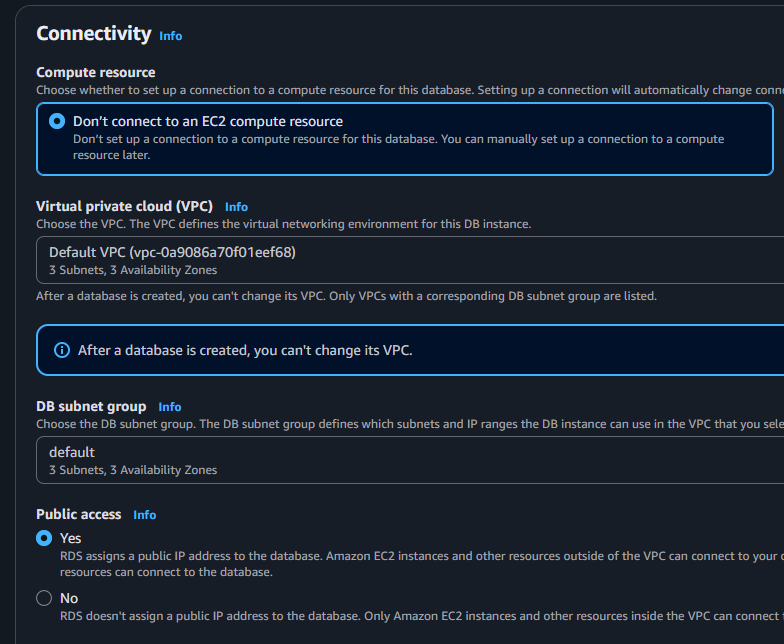 Connectivity Info
Compute resource
Choose whether to set up a connection to a compute resource for this database. Setting up a connection will automatically change
Don't connect to an EC2 compute resource
Don't set up a connection to a compute resource for this database. You can manually set up a connection to a compute
resource later.
Virtual private cloud (VPC) Info
Choose the VPC. The VPC defines the virtual networking environment for this DB instance.
Default VPC (vpc-0a9086a70f01eef68)
3 Subnets, 3 Availability Zones
After a database is created, you can't change its VPC. Only VPCs with a corresponding DB subnet group are listed.
After a database is created, you can't change its VPC.
DB subnet group Info
Choose the DB subnet group. The DB subnet group defines which subnets and IP ranges the DB instance can use in the VPC that you
default
3 Subnets, 3 Availability Zones
Public access Info
Yes
RDS assigns a public IP address to the database. Amazon EC2 instances and other resources outside of the VPC can connect to your
resources can connect to the database.
No
RDS doesn't assign a public IP address to the database. Only Amazon EC2 instances and other resources inside the VPC can connect